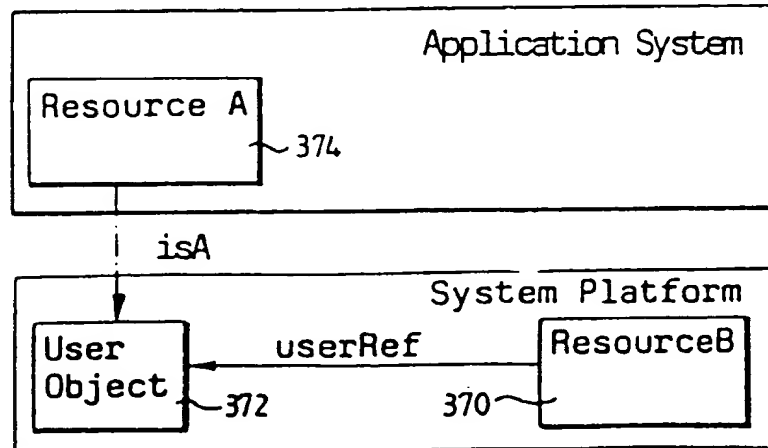 Application System
Resource A
374
isA
System Platform
User
Object
userRef
ResourceB
372
370